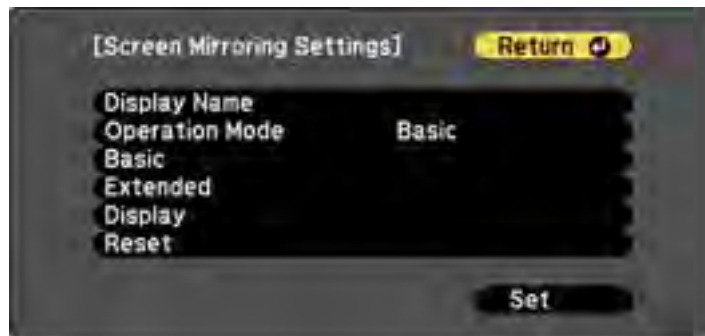 [Screen Mirroring Settings] Return
Display Name
Operation Mode Basic
Basic
Extended
Display
Reset
Set